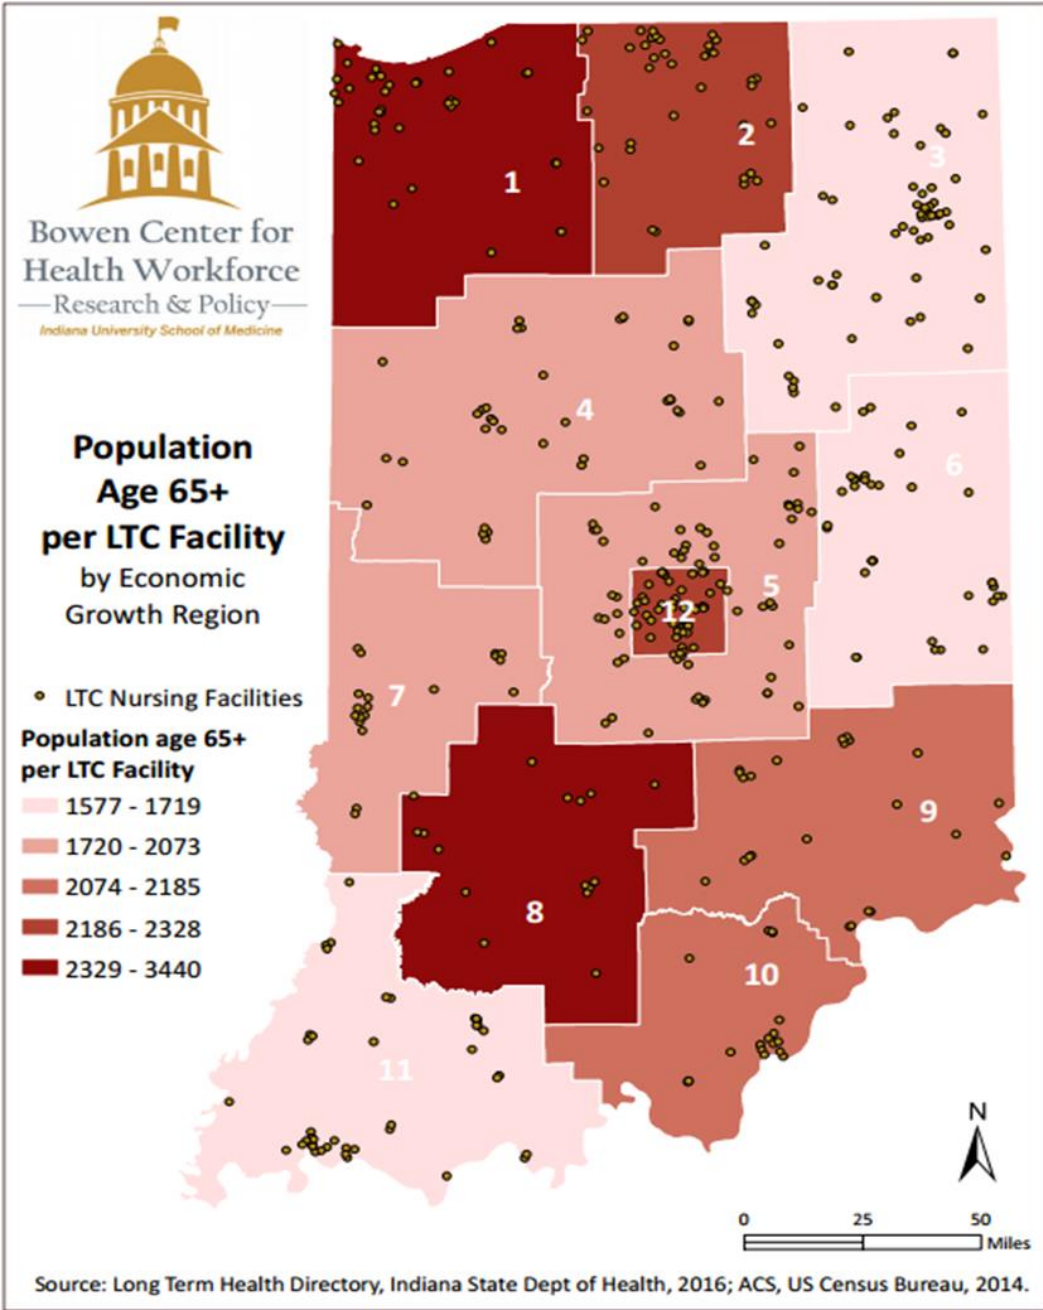 Bowen Center for
Health Workforce
Research & Policy
Indiana University School of Medicine
Population
Age 65+
per LTC Facility
by Economic
Growth Region
LTC Nursing Facilities
Population age 65+
per LTC Facility
1577 - 1719
1720 - 2073
2074 - 2185
2186 - 2328
2329 - 3440
1
2
3
4
5
6
7
8
9
10
11
12
N
0 25 50
Miles
Source: Long Term Health Directory, Indiana State Dept of Health, 2016; ACS, US Census Bureau, 2014.